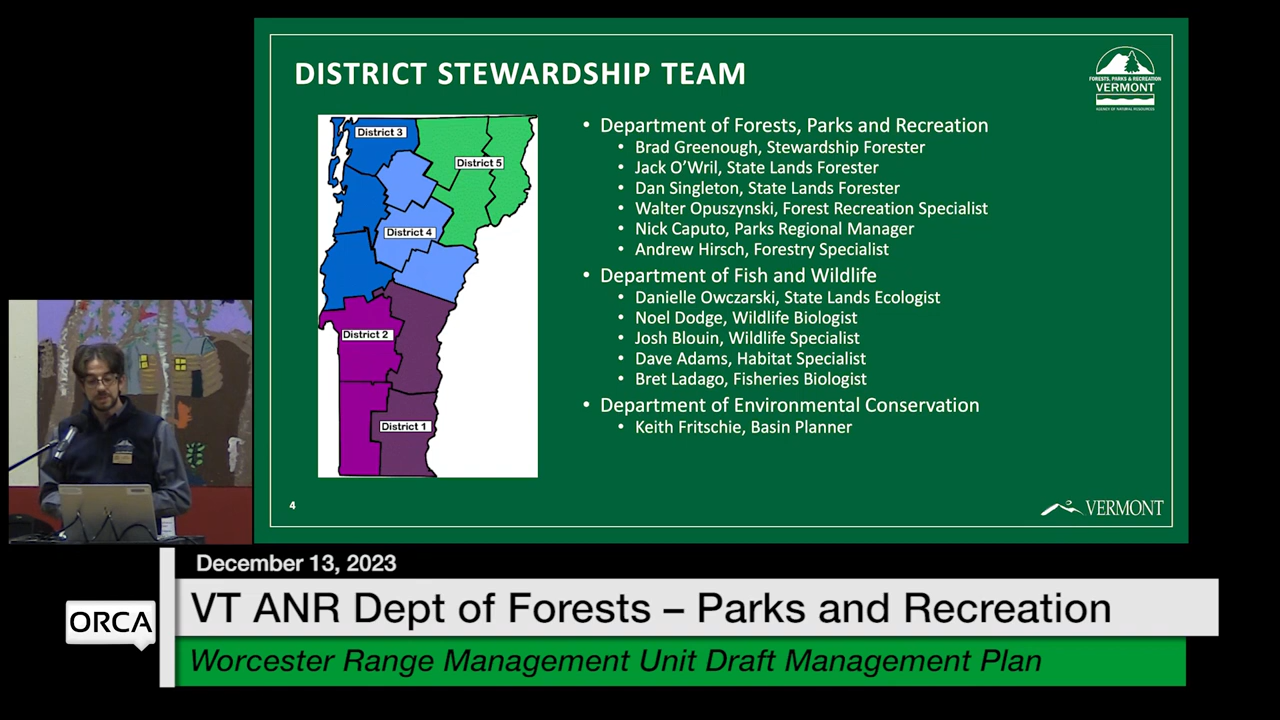 DISTRICT STEWARDSHIP TEAM
FORESTS, PARKS & RECREATION
VERMONT
AGENCY OF NATURAL RESOURCES
District 3
District 5
District 4
District 2
District 1
• Department of Forests, Parks and Recreation
• Brad Greenough, Stewardship Forester
• Jack O’Wril, State Lands Forester
• Dan Singleton, State Lands Forester
• Walter Opuszynski, Forest Recreation Specialist
• Nick Caputo, Parks Regional Manager
• Andrew Hirsch, Forestry Specialist
• Department of Fish and Wildlife
• Danielle Owczarski, State Lands Ecologist
• Noel Dodge, Wildlife Biologist
• Josh Blouin, Wildlife Specialist
• Dave Adams, Habitat Specialist
• Bret Ladago, Fisheries Biologist
• Department of Environmental Conservation
• Keith Fritschie, Basin Planner
4
VERMONT
December 13, 2023
ORCA
VT ANR Dept of Forests – Parks and Recreation
Worcester Range Management Unit Draft Management Plan